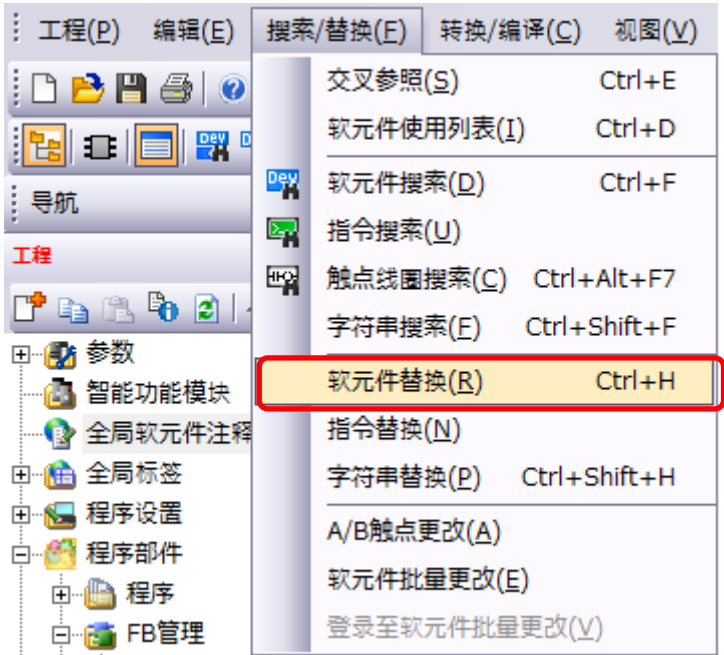 工程(P) 编辑(E) 搜索/替换(F) 转换/编译(C) 视图(V)
交叉参照(S) Ctrl+E
软元件使用列表(I) Ctrl+D
Dev 软元件搜索(D) Ctrl+F
指令搜索(U)
触点线圈搜索(C) Ctrl+Alt+F7
字符串搜索(F) Ctrl+Shift+F
软元件替换(R) Ctrl+H
指令替换(N)
字符串替换(P) Ctrl+Shift+H
A/B触点更改(A)
软元件批量更改(E)
登录至软元件批量更改(V)
Dev
导航
工程
参数
智能功能模块
全局软元件注释
全局标签
程序设置
程序部件
程序
FB管理